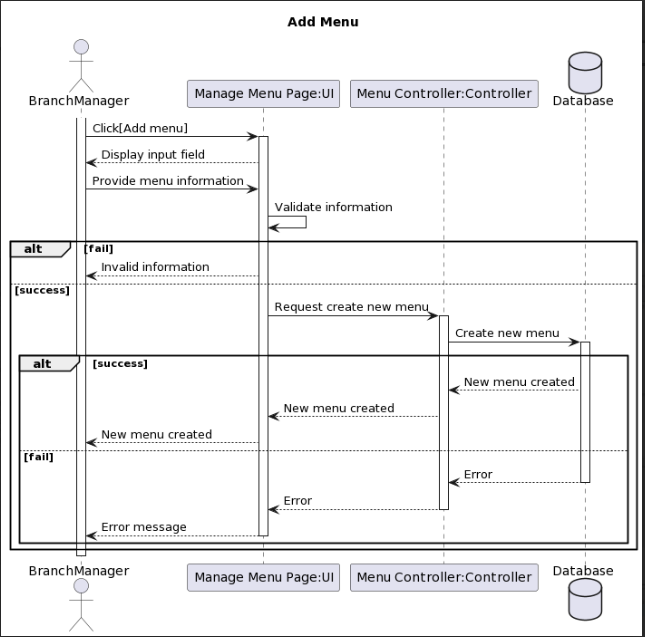 Add Menu
BranchManager
Manage Menu Page:UI
Menu Controller:Controller
Database
Click[Add menu]
Display input field
Provide menu information
Validate information
alt [fail]
Invalid information
[success]
Request create new menu
Create new menu
alt [success]
New menu created
New menu created
New menu created
[fail]
Error
Error
Error message
BranchManager
Manage Menu Page:UI
Menu Controller:Controller
Database